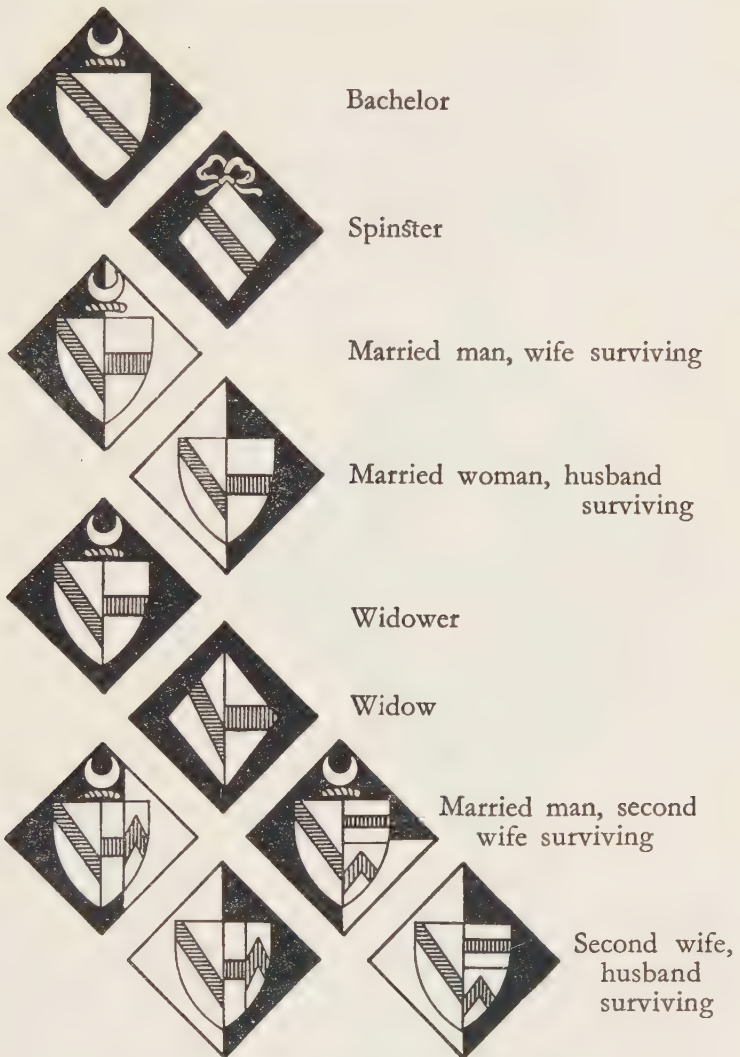 Bachelor
Spinster
Married man, wife surviving
Married woman, husband
surviving
Widower
Widow
Married man, second
wife surviving
Second wife,
husband
surviving